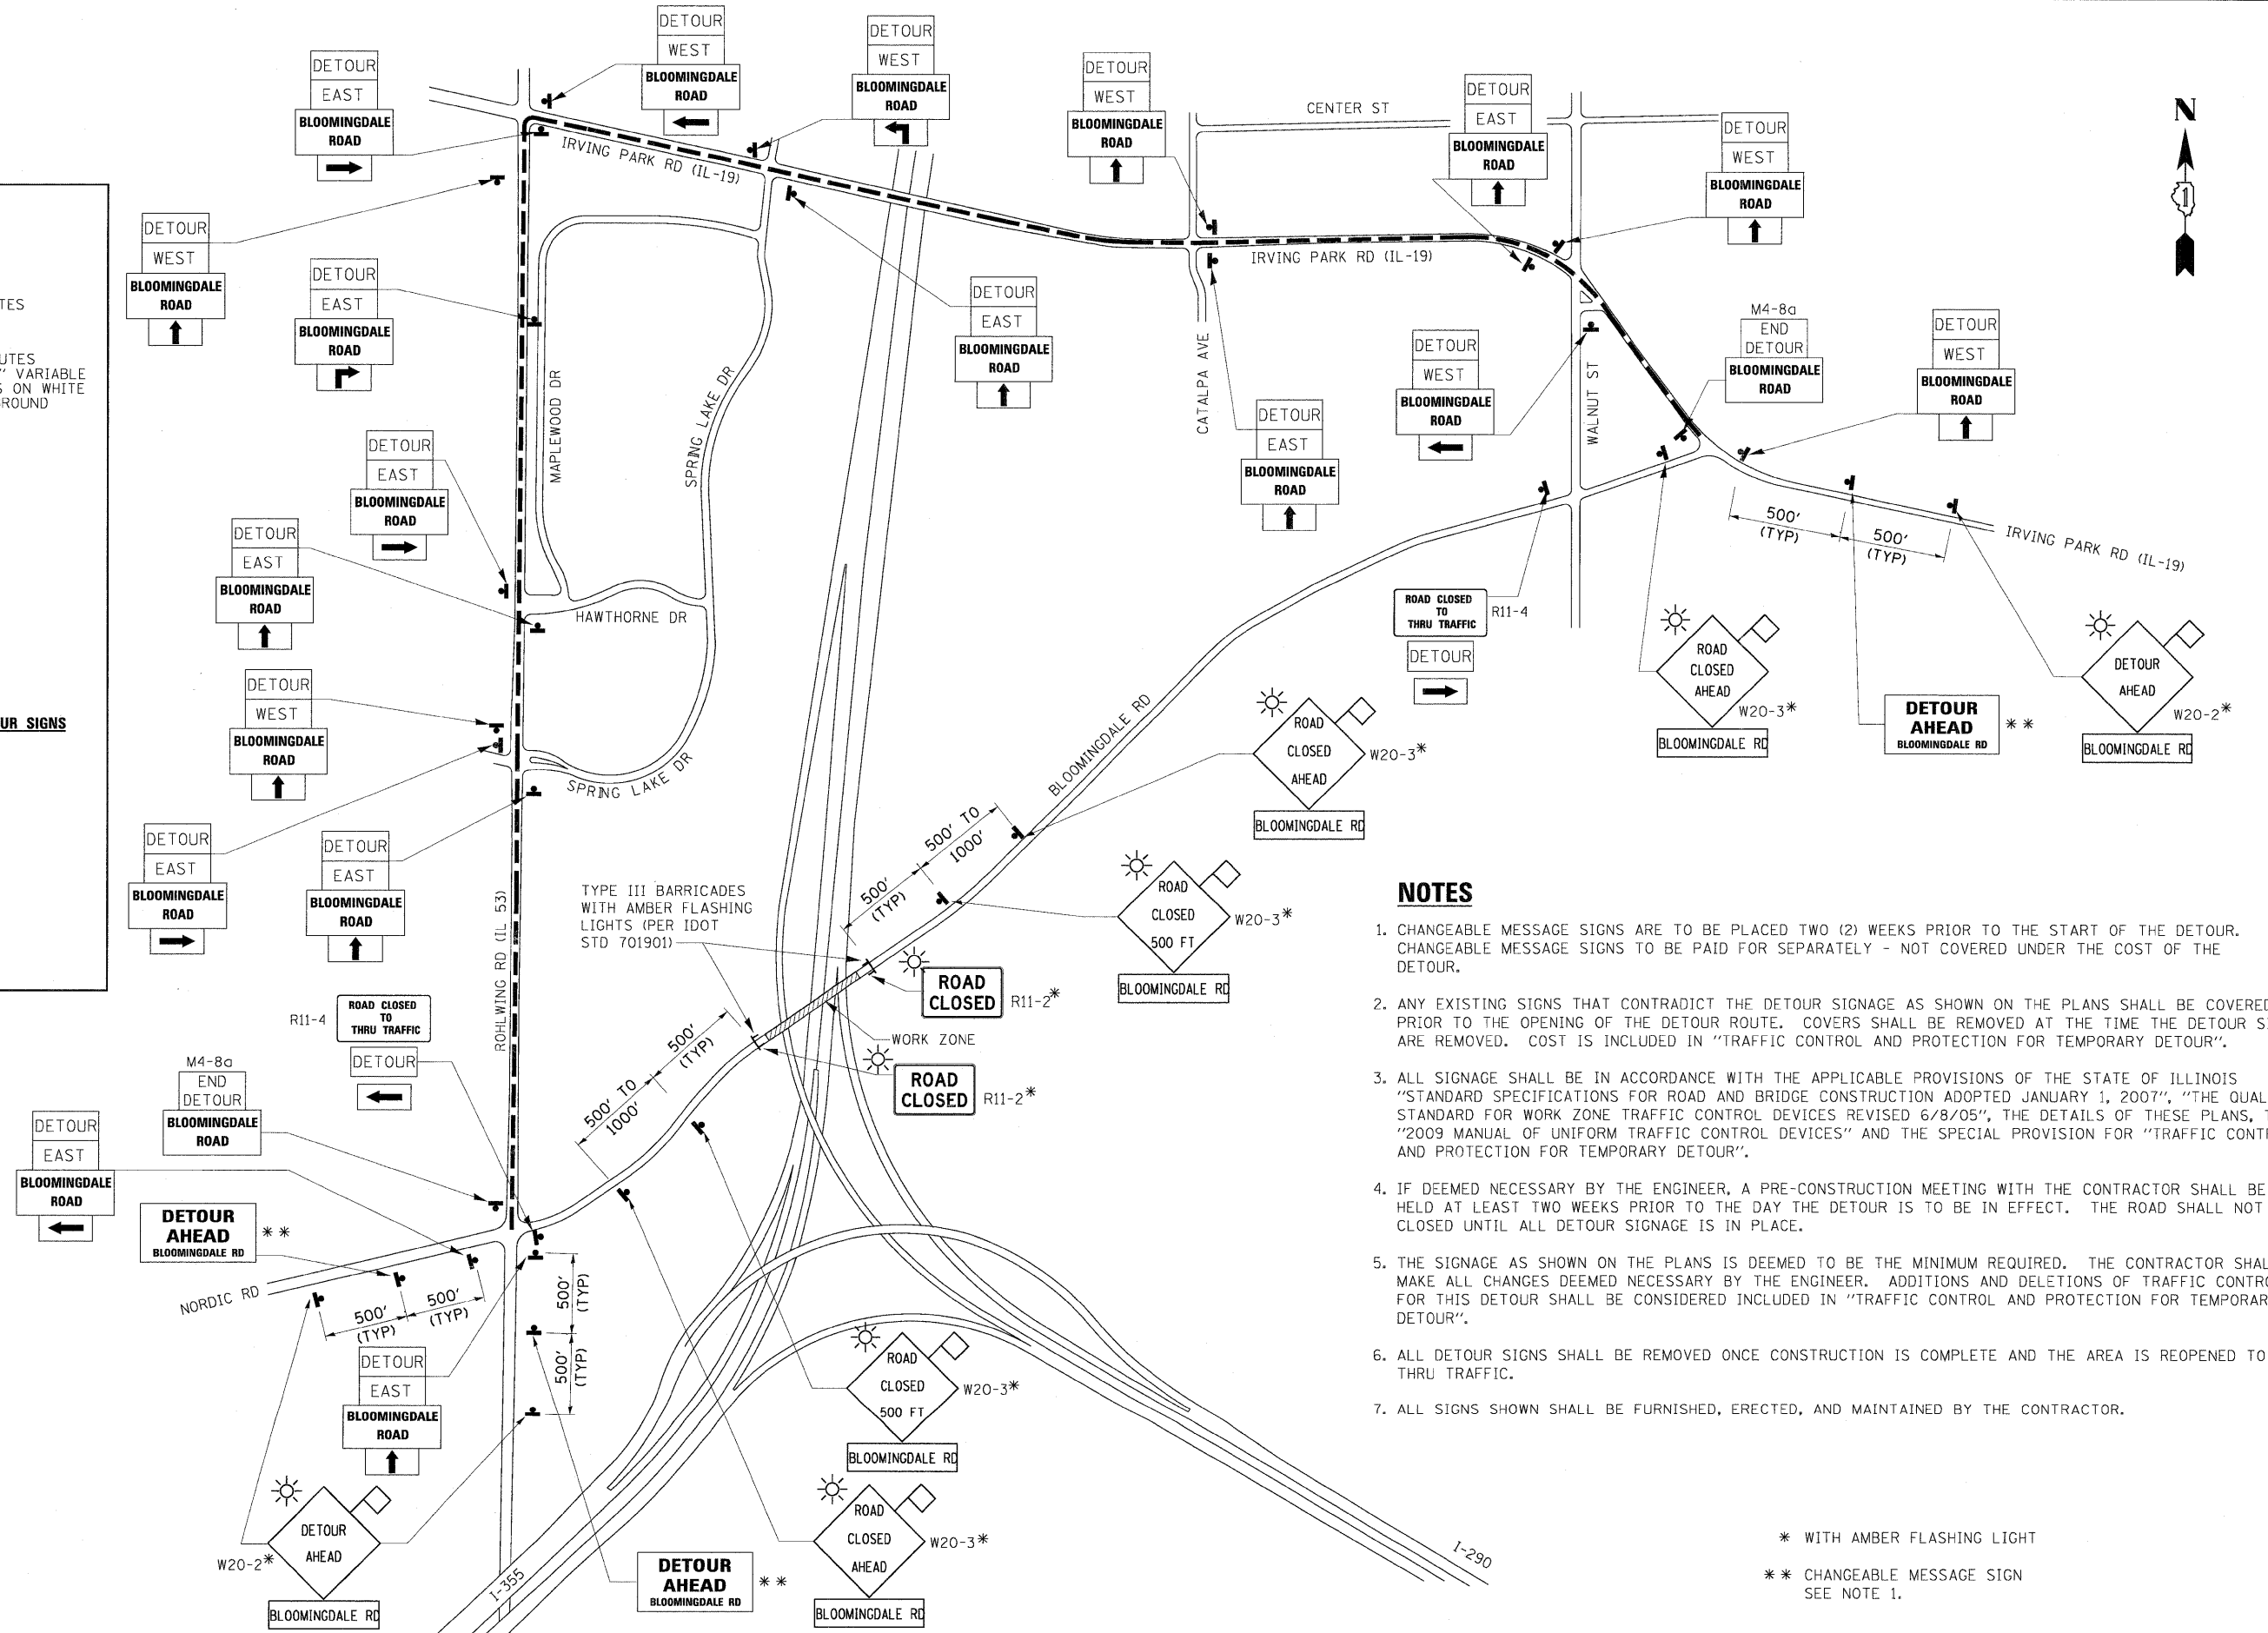 DETOUR
WEST
BLOOMINGDALE
ROAD
DETOUR
WEST
BLOOMINGDALE
ROAD
DETOUR
EAST
BLOOMINGDALE
ROAD
DETOUR
WEST
BLOOMINGDALE
ROAD
DETOUR
EAST
BLOOMINGDALE
ROAD
CENTER ST
DETOUR
WEST
BLOOMINGDALE
ROAD
N
1
IRVING PARK RD (IL-19)
DETOUR
WEST
BLOOMINGDALE
ROAD
DETOUR
EAST
BLOOMINGDALE
ROAD
DETOUR
EAST
BLOOMINGDALE
ROAD
IRVING PARK RD (IL-19)
CATALPA AVE
DETOUR
EAST
BLOOMINGDALE
ROAD
DETOUR
WEST
BLOOMINGDALE
ROAD
WALNUT ST
M4-8a
END
DETOUR
BLOOMINGDALE
ROAD
DETOUR
WEST
BLOOMINGDALE
ROAD
TES
UTES
" VARIABLE
S ON WHITE
ROUND
UR SIGNS
MAPLEWOOD DR
SPRING LAKE DR
DETOUR
EAST
BLOOMINGDALE
ROAD
DETOUR
EAST
BLOOMINGDALE
ROAD
HAWTHORNE DR
500'
(TYP)
500'
(TYP)
IRVING PARK RD (IL-19)
ROAD CLOSED
TO
THRU TRAFFIC
R11-4
DETOUR
ROAD
CLOSED
AHEAD
W20-3*
BLOOMINGDALE RD
DETOUR
AHEAD
BLOOMINGDALE RD
**
DETOUR
AHEAD
W20-2*
BLOOMINGDALE RD
DETOUR
WEST
BLOOMINGDALE
ROAD
SPRING LAKE DR
BLOOMINGDALE RD
ROAD
CLOSED
AHEAD
W20-3*
BLOOMINGDALE RD
500' TO
1000'
500'
(TYP)
ROAD
CLOSED
500 FT
W20-3*
BLOOMINGDALE RD
DETOUR
EAST
BLOOMINGDALE
ROAD
DETOUR
EAST
BLOOMINGDALE
ROAD
ROHLWING RD (IL 53)
TYPE III BARRICADES
WITH AMBER FLASHING
LIGHTS (PER IDOT
STD 701901)
ROAD
CLOSED
R11-2*
WORK ZONE
ROAD
CLOSED
R11-2*
500'
(TYP)
500' TO
1000'
R11-4
ROAD CLOSED
TO
THRU TRAFFIC
DETOUR
M4-8a
END
DETOUR
BLOOMINGDALE
ROAD
DETOUR
EAST
BLOOMINGDALE
ROAD
DETOUR
AHEAD
BLOOMINGDALE RD
**
NORDIC RD
500'
(TYP)
500'
(TYP)
500'
(TYP)
500'
(TYP)
DETOUR
EAST
BLOOMINGDALE
ROAD
DETOUR
AHEAD
W20-2*
BLOOMINGDALE RD
I-355
DETOUR
AHEAD
BLOOMINGDALE RD
**
ROAD
CLOSED
500 FT
W20-3*
BLOOMINGDALE RD
ROAD
CLOSED
AHEAD
W20-3*
BLOOMINGDALE RD
I-290
NOTES
1. CHANGEABLE MESSAGE SIGNS ARE TO BE PLACED TWO (2) WEEKS PRIOR TO THE START OF THE DETOUR.
CHANGEABLE MESSAGE SIGNS TO BE PAID FOR SEPARATELY - NOT COVERED UNDER THE COST OF THE
DETOUR.
2. ANY EXISTING SIGNS THAT CONTRADICT THE DETOUR SIGNAGE AS SHOWN ON THE PLANS SHALL BE COVERED
PRIOR TO THE OPENING OF THE DETOUR ROUTE. COVERS SHALL BE REMOVED AT THE TIME THE DETOUR S
ARE REMOVED. COST IS INCLUDED IN "TRAFFIC CONTROL AND PROTECTION FOR TEMPORARY DETOUR".
3. ALL SIGNAGE SHALL BE IN ACCORDANCE WITH THE APPLICABLE PROVISIONS OF THE STATE OF ILLINOIS
"STANDARD SPECIFICATIONS FOR ROAD AND BRIDGE CONSTRUCTION ADOPTED JANUARY 1, 2007", "THE QUAL
STANDARD FOR WORK ZONE TRAFFIC CONTROL DEVICES REVISED 6/8/05", THE DETAILS OF THESE PLANS,
"2009 MANUAL OF UNIFORM TRAFFIC CONTROL DEVICES" AND THE SPECIAL PROVISION FOR "TRAFFIC CONT
AND PROTECTION FOR TEMPORARY DETOUR".
4. IF DEEMED NECESSARY BY THE ENGINEER, A PRE-CONSTRUCTION MEETING WITH THE CONTRACTOR SHALL BE
HELD AT LEAST TWO WEEKS PRIOR TO THE DAY THE DETOUR IS TO BE IN EFFECT. THE ROAD SHALL NOT
CLOSED UNTIL ALL DETOUR SIGNAGE IS IN PLACE.
5. THE SIGNAGE AS SHOWN ON THE PLANS IS DEEMED TO BE THE MINIMUM REQUIRED. THE CONTRACTOR SHAL
MAKE ALL CHANGES DEEMED NECESSARY BY THE ENGINEER. ADDITIONS AND DELETIONS OF TRAFFIC CONTRO
FOR THIS DETOUR SHALL BE CONSIDERED INCLUDED IN "TRAFFIC CONTROL AND PROTECTION FOR TEMPORAR
DETOUR".
6. ALL DETOUR SIGNS SHALL BE REMOVED ONCE CONSTRUCTION IS COMPLETE AND THE AREA IS REOPENED TO
THRU TRAFFIC.
7. ALL SIGNS SHOWN SHALL BE FURNISHED, ERECTED, AND MAINTAINED BY THE CONTRACTOR.
* WITH AMBER FLASHING LIGHT
** CHANGEABLE MESSAGE SIGN
SEE NOTE 1.